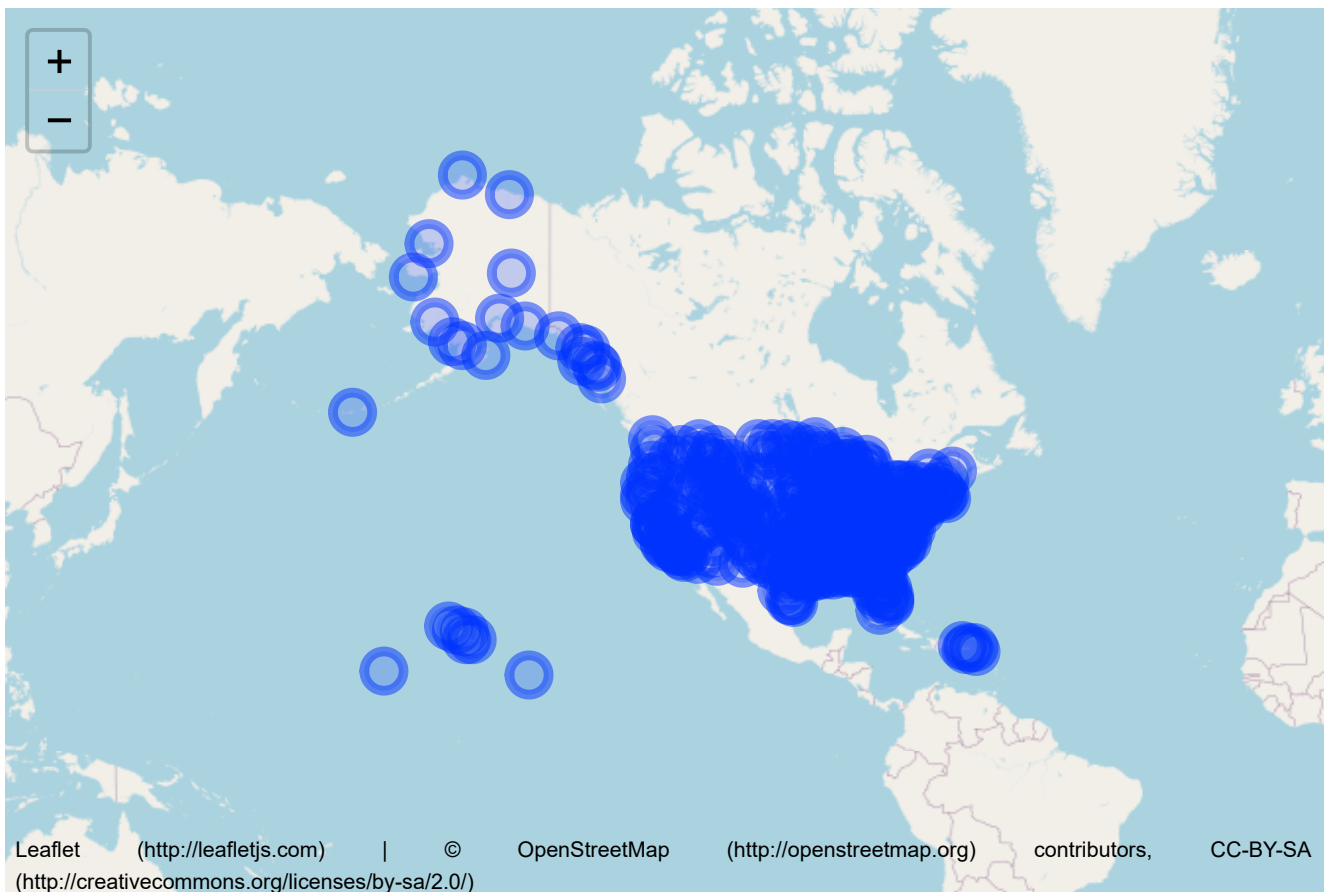 +
−
Leaflet (http://leafletjs.com) | © OpenStreetMap (http://openstreetmap.org) contributors, CC-BY-SA
(http://creativecommons.org/licenses/by-sa/2.0/)